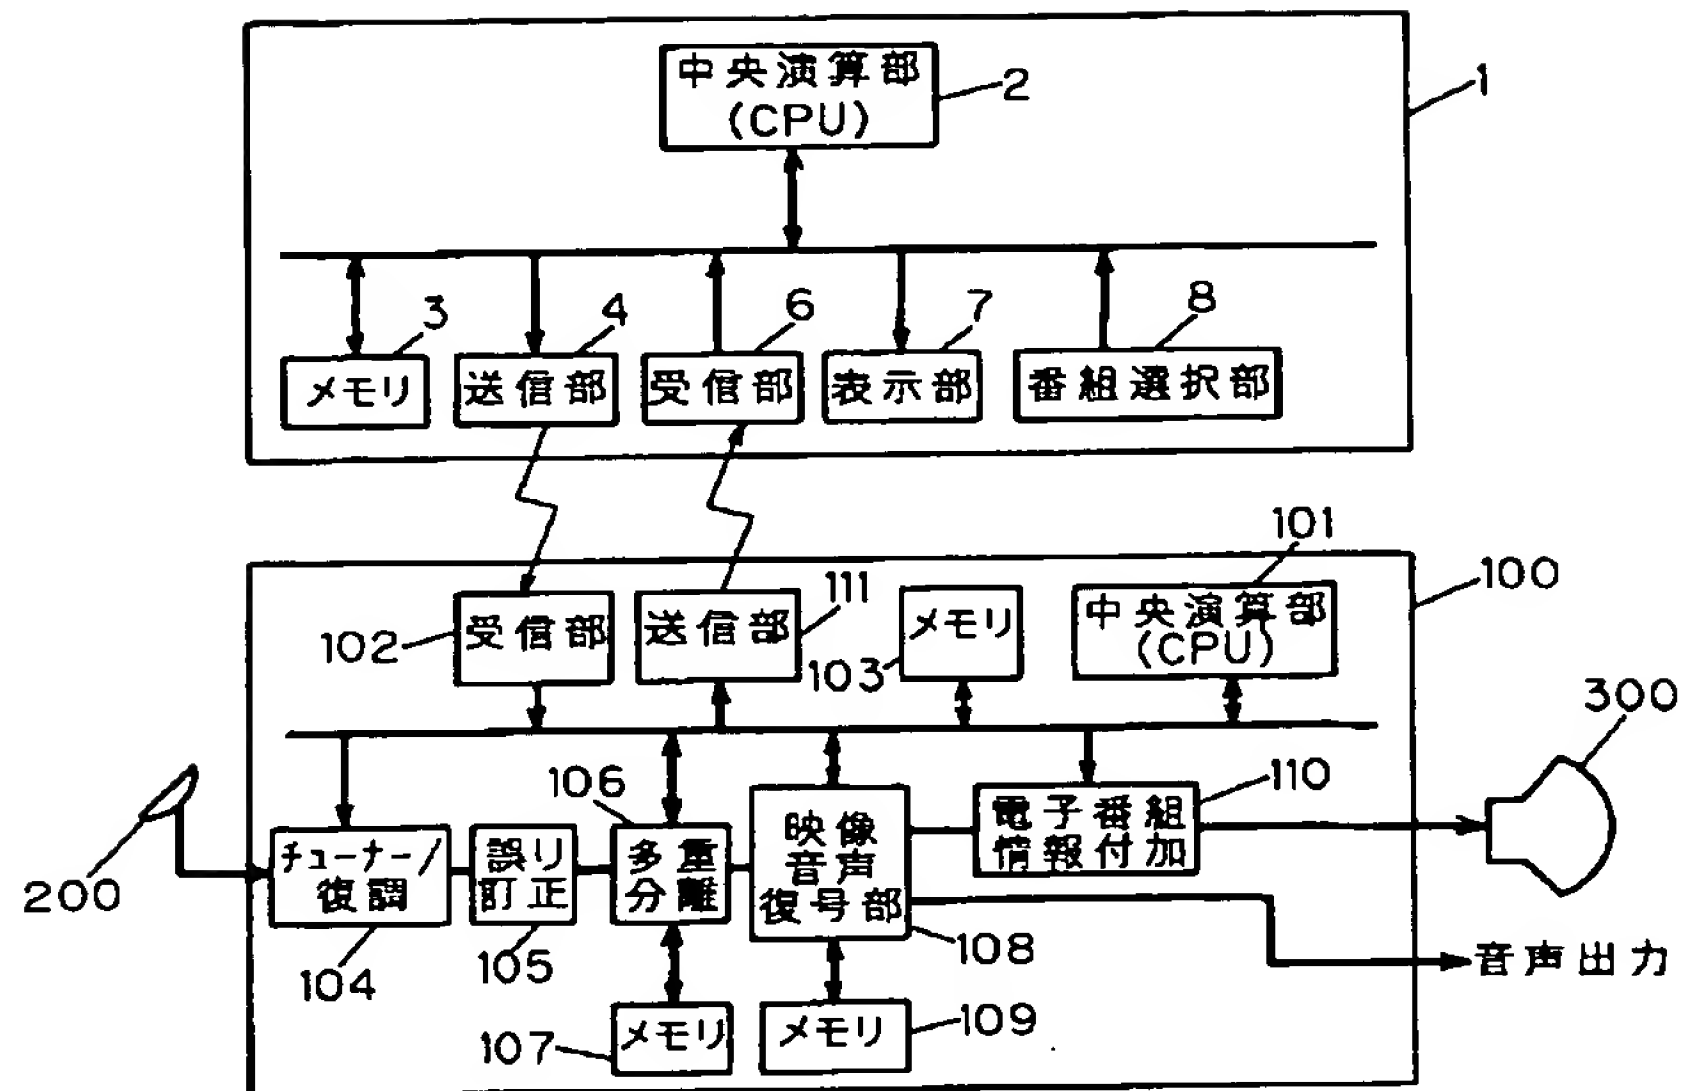 中央演算部
(CPU)
2
1
3
4
6
7
8
メモリ
送信部
受信部
表示部
番組選択部
101
100
102
受信部
送信部
111
メモリ
103
中央演算部
(CPU)
300
200
チューナー/
復調
104
誤り
訂正
105
106
多重
分離
映像
音声
復号部
108
電子番組
情報付加
110
音声出力
107
メモリ
メモリ
109